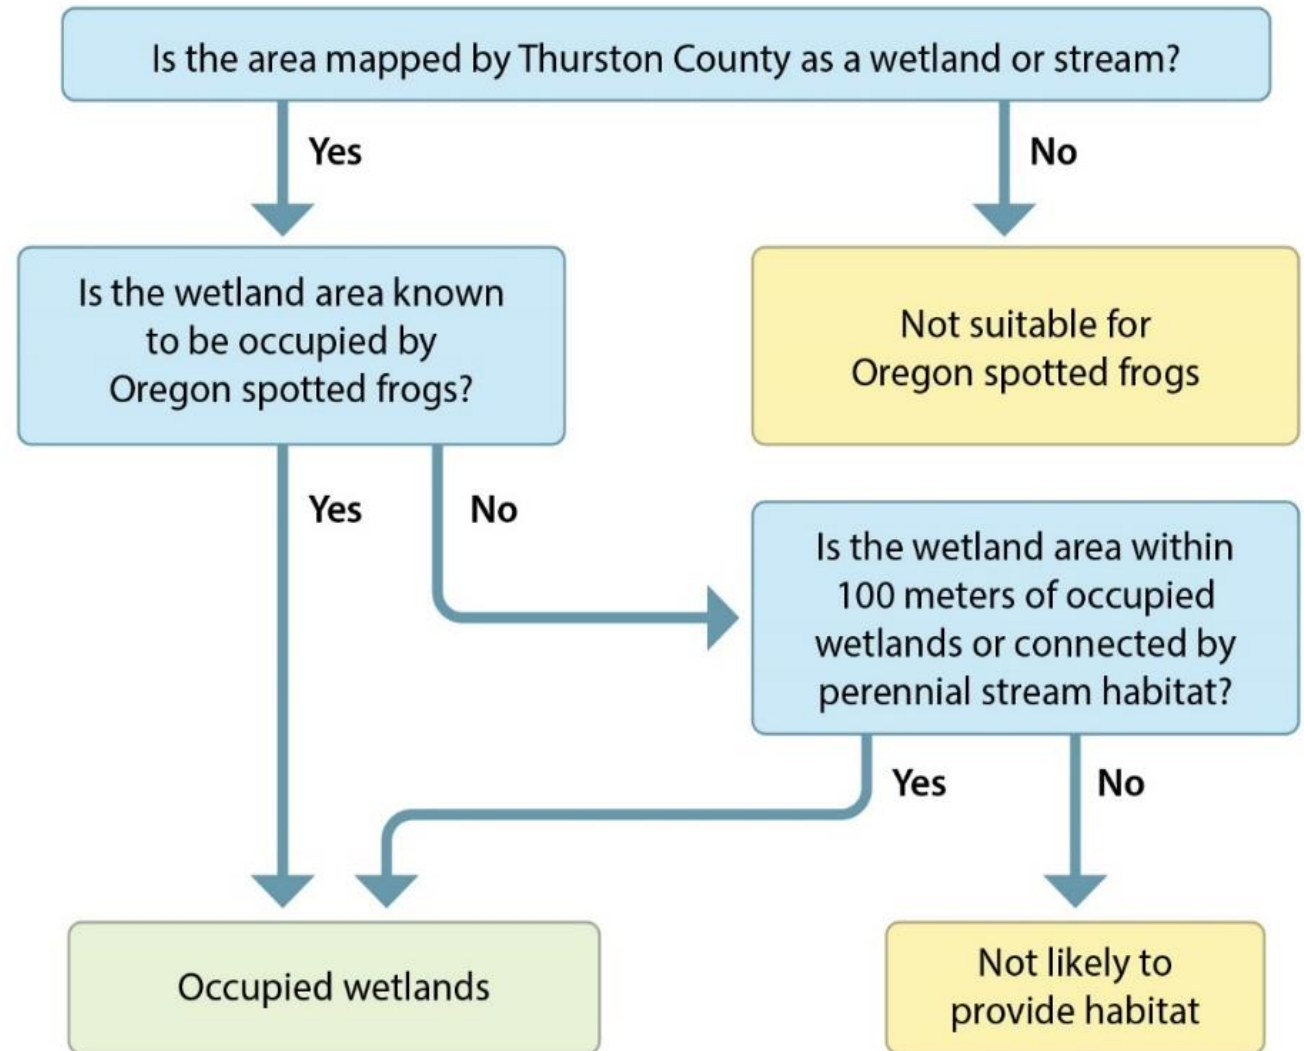 Is the area mapped by Thurston County as a wetland or stream?
Yes
No
Is the wetland area known
to be occupied by
Oregon spotted frogs?
Not suitable for
Oregon spotted frogs
Yes
No
Is the wetland area within
100 meters of occupied
wetlands or connected by
perennial stream habitat?
Yes
No
Occupied wetlands
Not likely to
provide habitat